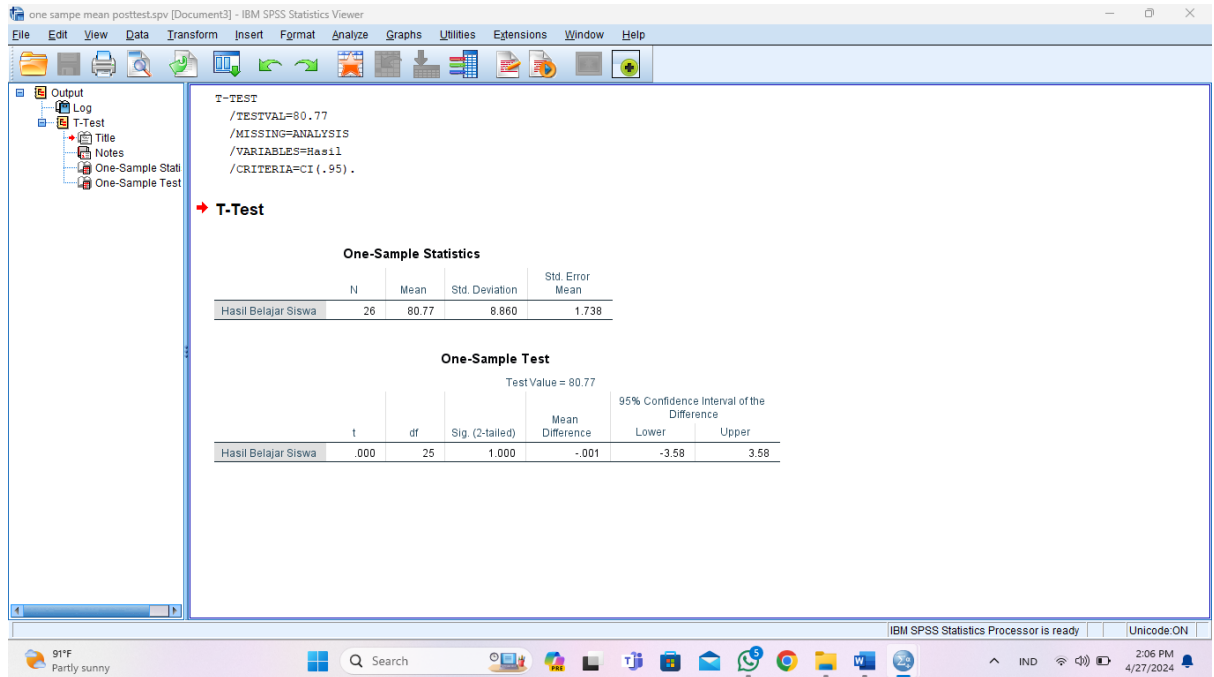 one sampe mean posttest.spv [Document3] - IBM SPSS Statistics Viewer
File Edit View Data Transform Insert Format Analyze Graphs Utilities Extensions Window Help
Output
Log
T-Test
Title
Notes
One-Sample Stati
One-Sample Test
T-TEST
/TESTVAL=80.77
/MISSING=ANALYSIS
/VARIABLES=Hasil
/CRITERIA=CI(.95).
T-Test
One-Sample Statistics
N Mean Std. Deviation Std. Error Mean
Hasil Belajar Siswa 26 80.77 8.860 1.738
One-Sample Test
Test Value = 80.77
95% Confidence Interval of the Difference
t df Sig. (2-tailed) Mean Difference Lower Upper
Hasil Belajar Siswa .000 25 1.000 -.001 -3.58 3.58
IBM SPSS Statistics Processor is ready Unicode:ON
91°F
Partly sunny
Search
PRE
5
IND
2:06 PM
4/27/2024